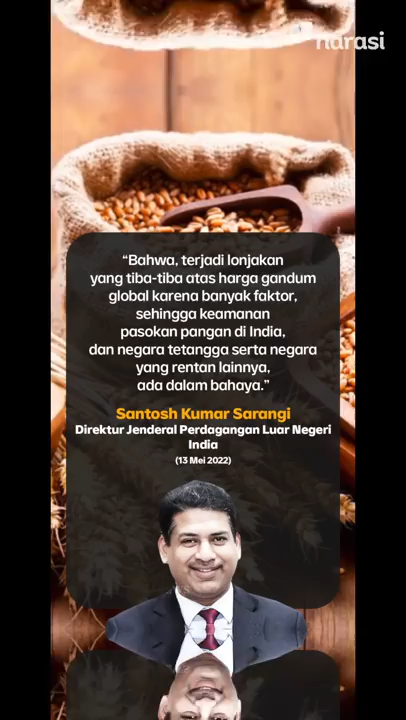 narasi
“Bahwa, terjadi lonjakan
yang tiba-tiba atas harga gandum
global karena banyak faktor,
sehingga keamanan
pasokan pangan di India,
dan negara tetangga serta negara
yang rentan lainnya,
ada dalam bahaya.”
Santosh Kumar Sarangi
Direktur Jenderal Perdagangan Luar Negeri
India
(13 Mei 2022)